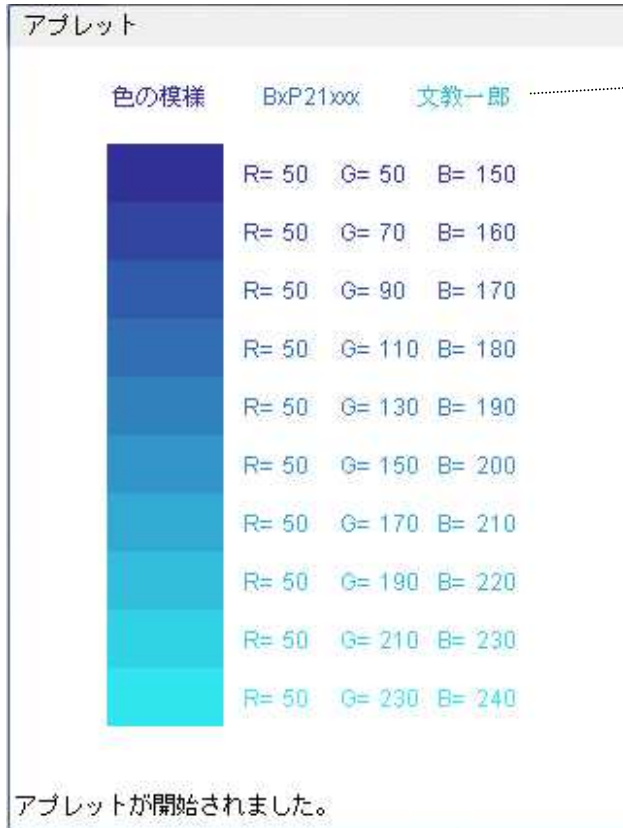 アプレット
色の模様 BxP21xxx 文教一郎
R= 50 G= 50 B= 150
R= 50 G= 70 B= 160
R= 50 G= 90 B= 170
R= 50 G= 110 B= 180
R= 50 G= 130 B= 190
R= 50 G= 150 B= 200
R= 50 G= 170 B= 210
R= 50 G= 190 B= 220
R= 50 G= 210 B= 230
R= 50 G= 230 B= 240
アプレットが開始されました。